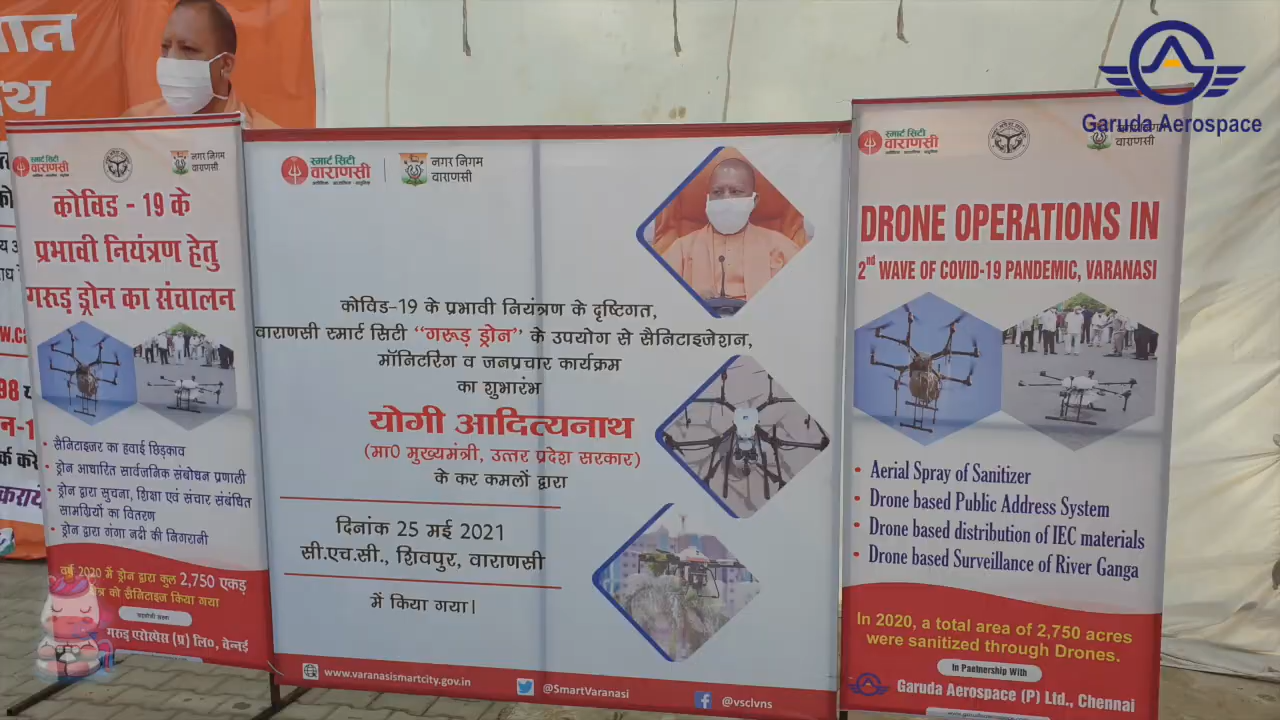 ात
थ
98
Garuda Aerospace
स्मार्ट सिटी
वाराणसी
नगर निगम
वाराणसी
कोविड - 19 के
प्रभावी नियंत्रण हेतु
गरूड़ ड्रोन का संचालन
• सैनिटाइजर का हवाई छिड़काव
• ड्रोन आधारित सार्वजनिक संबोधन प्रणाली
• ड्रोन द्वारा सुचना, शिक्षा एवं संचार संबंधित
सामग्रियों का वितरण
• ड्रोन द्वारा गंगा नदी की निगरानी
वर्ष 2020 में ड्रोन द्वारा कुल 2,750 एकड़
को सैनिटाइज किया गया
गरुड़ एरोस्पेस (प्र) लि०, चेन्नई
स्मार्ट सिटी
वाराणसी
नगर निगम
वाराणसी
कोविड-19 के प्रभावी नियंत्रण के दृष्टिगत,
वाराणसी स्मार्ट सिटी “गरूड़ ड्रोन” के उपयोग से सैनिटाइजेशन,
मॉनिटरिंग व जनप्रचार कार्यक्रम
का शुभारंभ
योगी आदित्यनाथ
(मा0 मुख्यमंत्री, उत्तर प्रदेश सरकार)
के कर कमलों द्वारा
दिनांक 25 मई 2021
सी.एच.सी., शिवपुर, वाराणसी
में किया गया।
www.varanasismartcity.gov.in
@SmartVaranasi
@vsclvns
स्मार्ट सिटी
वाराणसी
वाराणसी
DRONE OPERATIONS IN
2nd WAVE OF COVID-19 PANDEMIC, VARANASI
• Aerial Spray of Sanitizer
• Drone based Public Address System
• Drone based distribution of IEC materials
• Drone based Surveillance of River Ganga
In 2020, a total area of 2,750 acres
were sanitized through Drones.
In Paetnership With
Garuda Aerospace (P) Ltd., Chennai